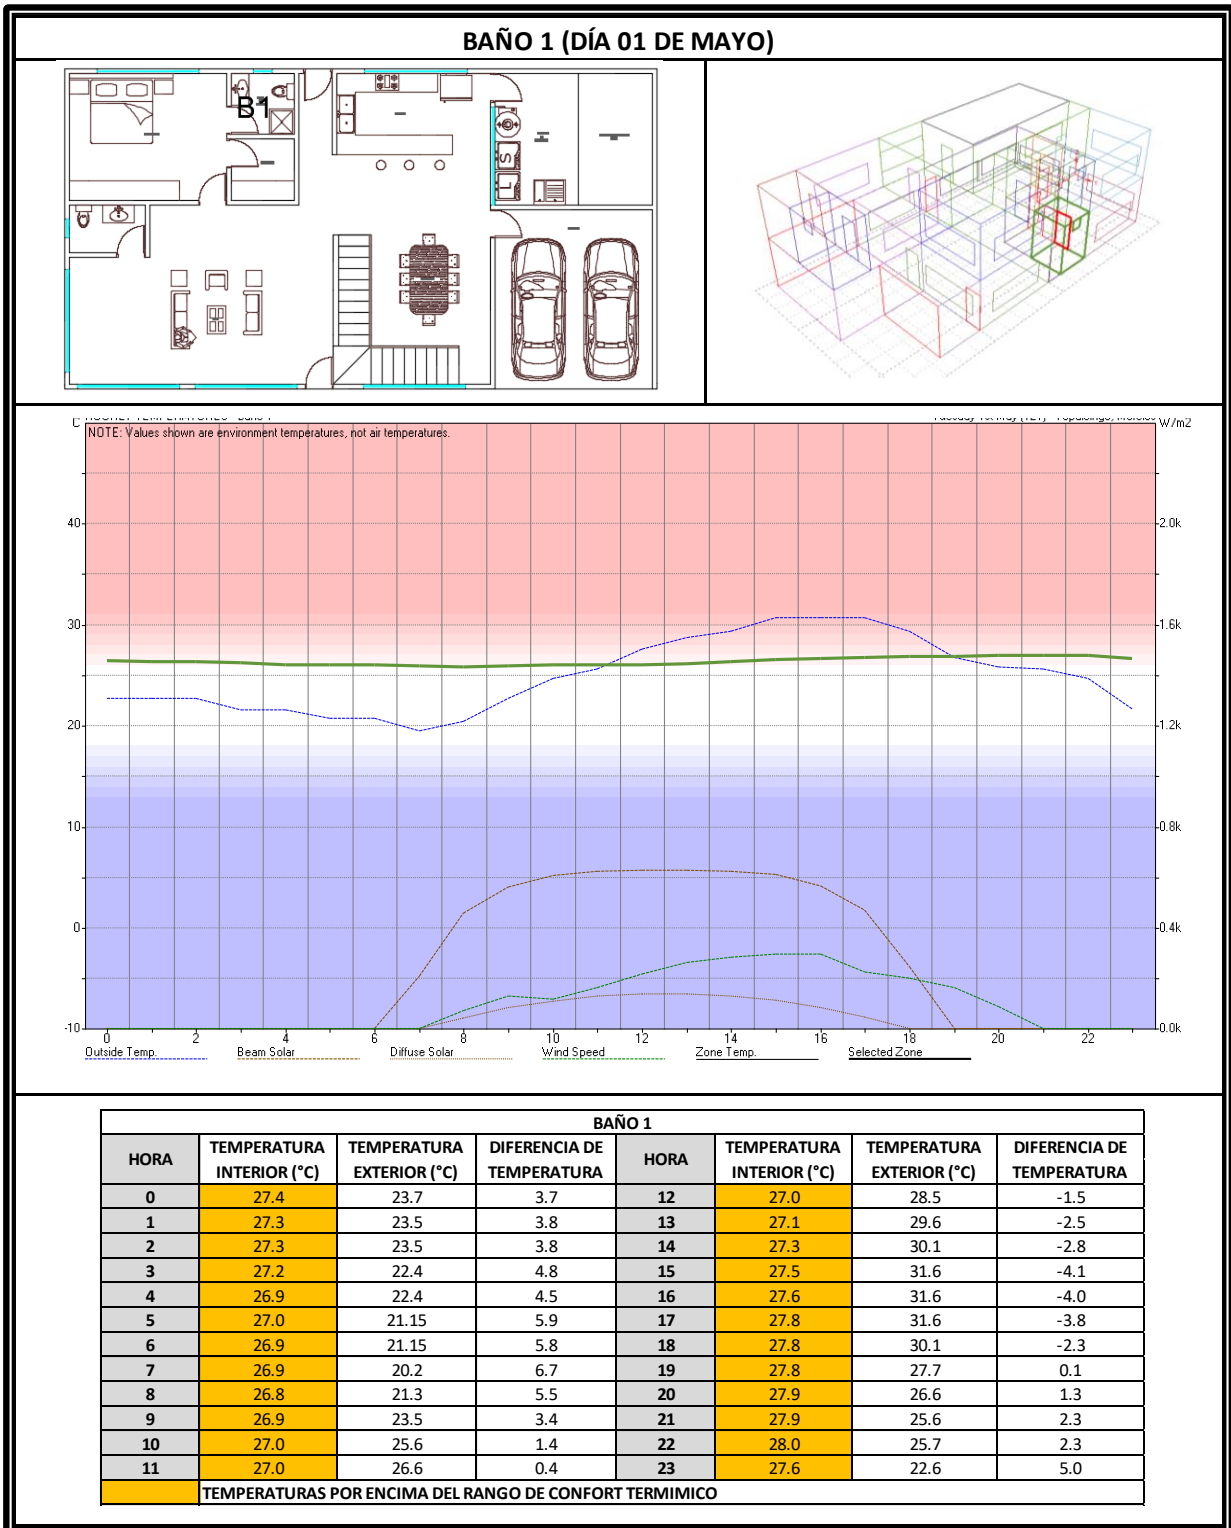 BAÑO 1 (DÍA 01 DE MAYO)
B1
S
L
C
W/m2
NOTE: Values shown are environment temperatures, not air temperatures.
40
2.0k
30
1.6k
20
1.2k
10
0.8k
0
0.4k
-10
0.0k
0 2 4 6 8 10 12 14 16 18 20 22
Outside Temp. Beam Solar Diffuse Solar Wind Speed Zone Temp. Selected Zone
BAÑO 1
HORA TEMPERATURA INTERIOR (°C) TEMPERATURA EXTERIOR (°C) DIFERENCIA DE TEMPERATURA HORA TEMPERATURA INTERIOR (°C) TEMPERATURA EXTERIOR (°C) DIFERENCIA DE TEMPERATURA
0 27.4 23.7 3.7 12 27.0 28.5 -1.5
1 27.3 23.5 3.8 13 27.1 29.6 -2.5
2 27.3 23.5 3.8 14 27.3 30.1 -2.8
3 27.2 22.4 4.8 15 27.5 31.6 -4.1
4 26.9 22.4 4.5 16 27.6 31.6 -4.0
5 27.0 21.15 5.9 17 27.8 31.6 -3.8
6 26.9 21.15 5.8 18 27.8 30.1 -2.3
7 26.9 20.2 6.7 19 27.8 27.7 0.1
8 26.8 21.3 5.5 20 27.9 26.6 1.3
9 26.9 23.5 3.4 21 27.9 25.6 2.3
10 27.0 25.6 1.4 22 28.0 25.7 2.3
11 27.0 26.6 0.4 23 27.6 22.6 5.0
TEMPERATURAS POR ENCIMA DEL RANGO DE CONFORT TERMIMICO